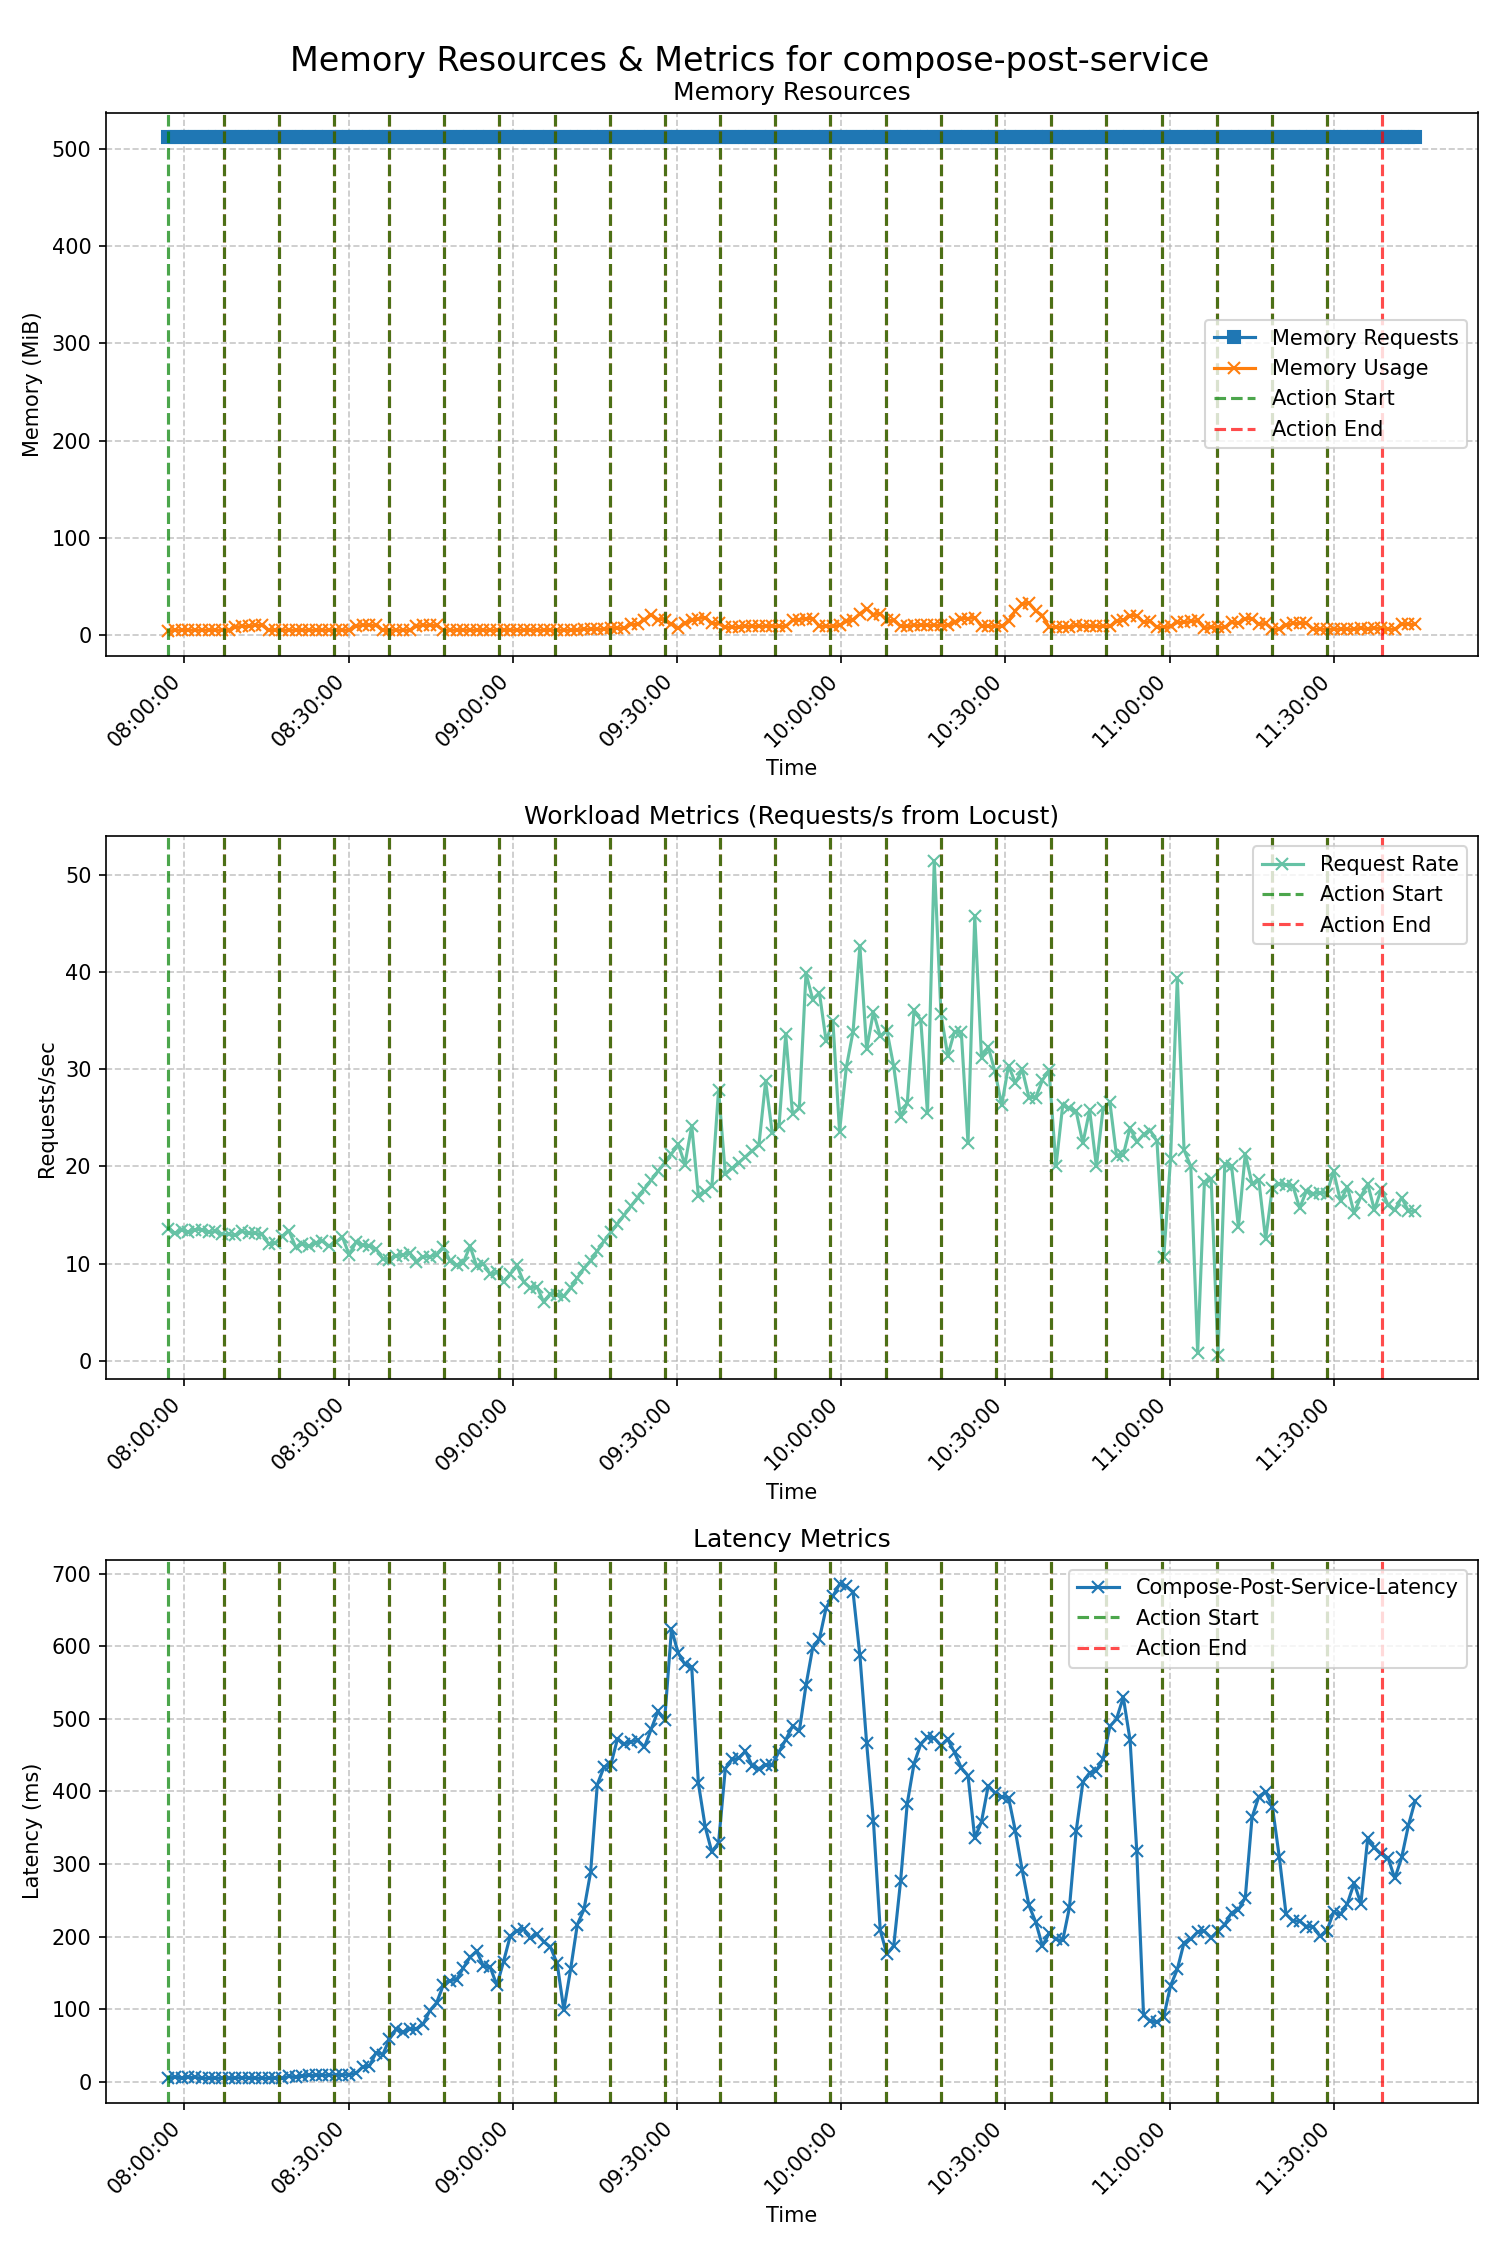 Memory Resources & Metrics for compose-post-service
Memory Resources
500
400
300
200
100
0
Memory (MiB)
Memory Requests
Memory Usage
Action Start
Action End
08:00:00
08:30:00
09:00:00
09:30:00
10:00:00
10:30:00
11:00:00
11:30:00
Time
Workload Metrics (Requests/s from Locust)
50
40
30
20
10
0
Requests/sec
Request Rate
Action Start
Action End
08:00:00
08:30:00
09:00:00
09:30:00
10:00:00
10:30:00
11:00:00
11:30:00
Time
Latency Metrics
700
600
500
400
300
200
100
0
Latency (ms)
Compose-Post-Service-Latency
Action Start
Action End
08:00:00
08:30:00
09:00:00
09:30:00
10:00:00
10:30:00
11:00:00
11:30:00
Time